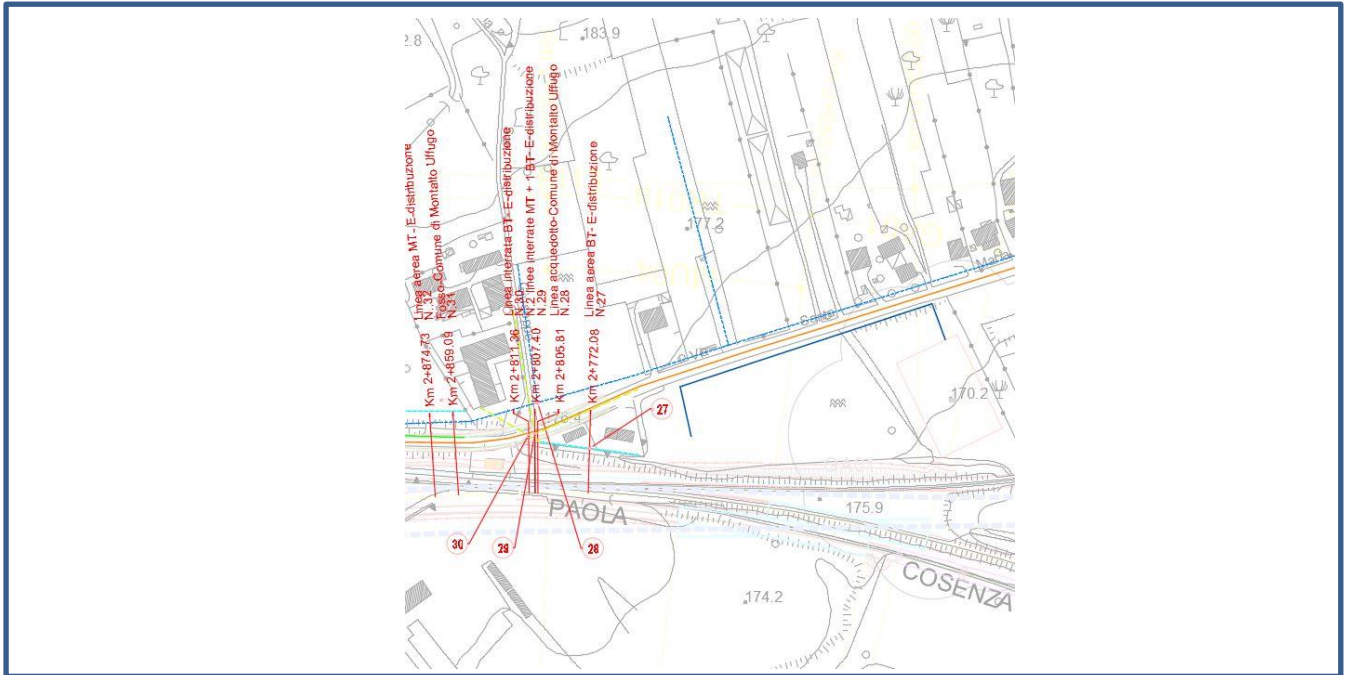 2.8
183.9
Km 2+874.73 Linea aerea MT- E-distribuzione
N.32
Km 2+859.09 Fosso-Comune di Montalto Uffugo
N.31
Km 2+811.36 Linea interrata BT- E-distribuzione
N.30
Km 2+807.40 N.2 linee interrate MT + 1 BT- E-distribuzione
N.29
Km 2+805.81 Linea acquedotto-Comune di Montalto Uffugo
N.28
Km 2+772.08 Linea aerea BT- E-distribuzione
N.27
177.2
Maria
Santa
170.2
27
175.9
PAOLA
30
29
28
COSENZA
174.2